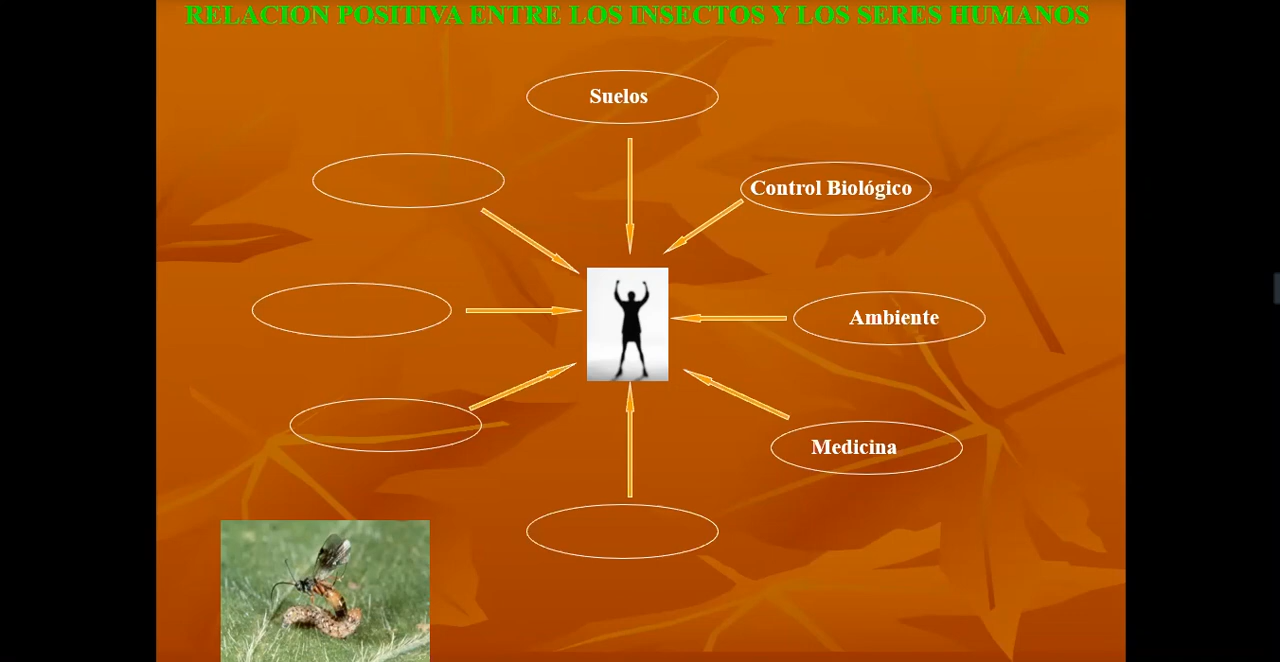 RELACION POSITIVA ENTRE LOS INSECTOS Y LOS SERES HUMANOS
Suelos
Control Biológico
Ambiente
Medicina